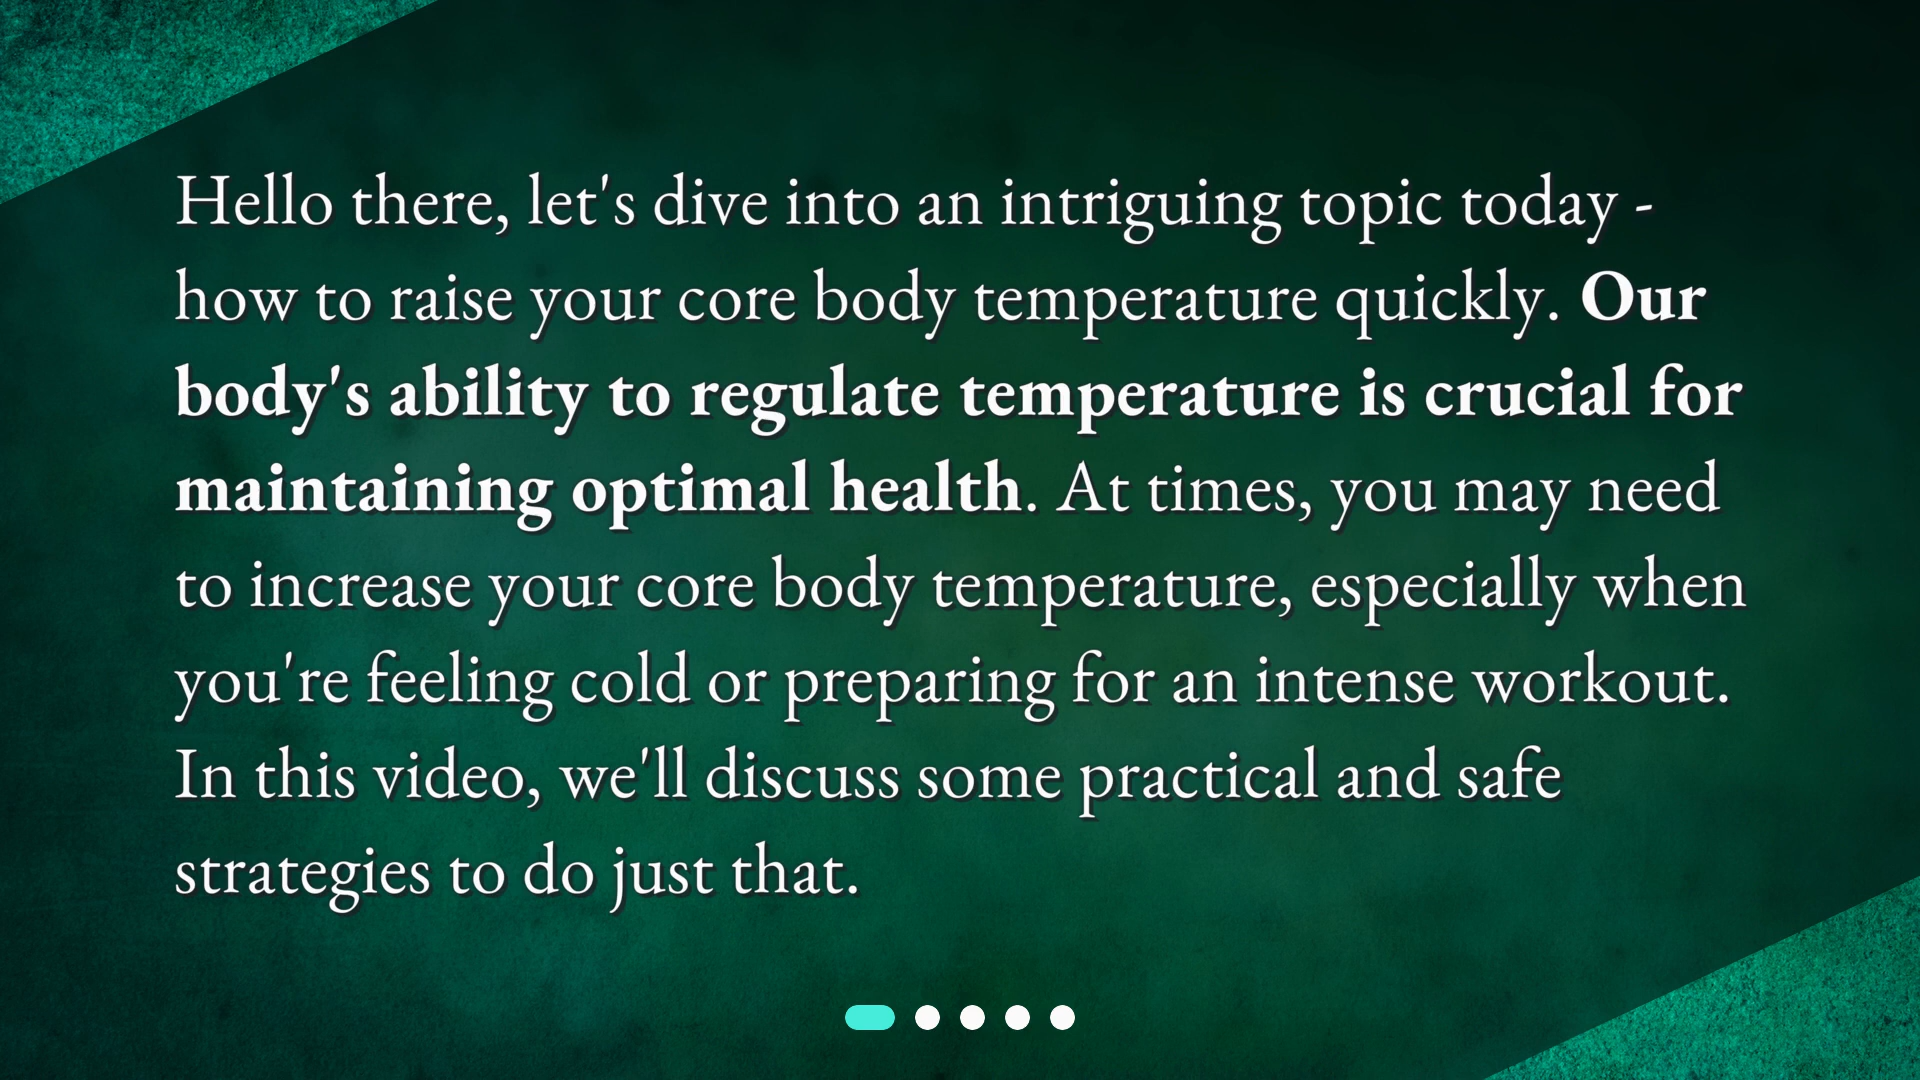 Hello there, let's dive into an intriguing topic today -
how to raise your core body temperature quickly. Our
body's ability to regulate temperature is crucial for
maintaining optimal health. At times, you may need
to increase your core body temperature, especially when
you're feeling cold or preparing for an intense workout.
In this video, we'll discuss some practical and safe
strategies to do just that.